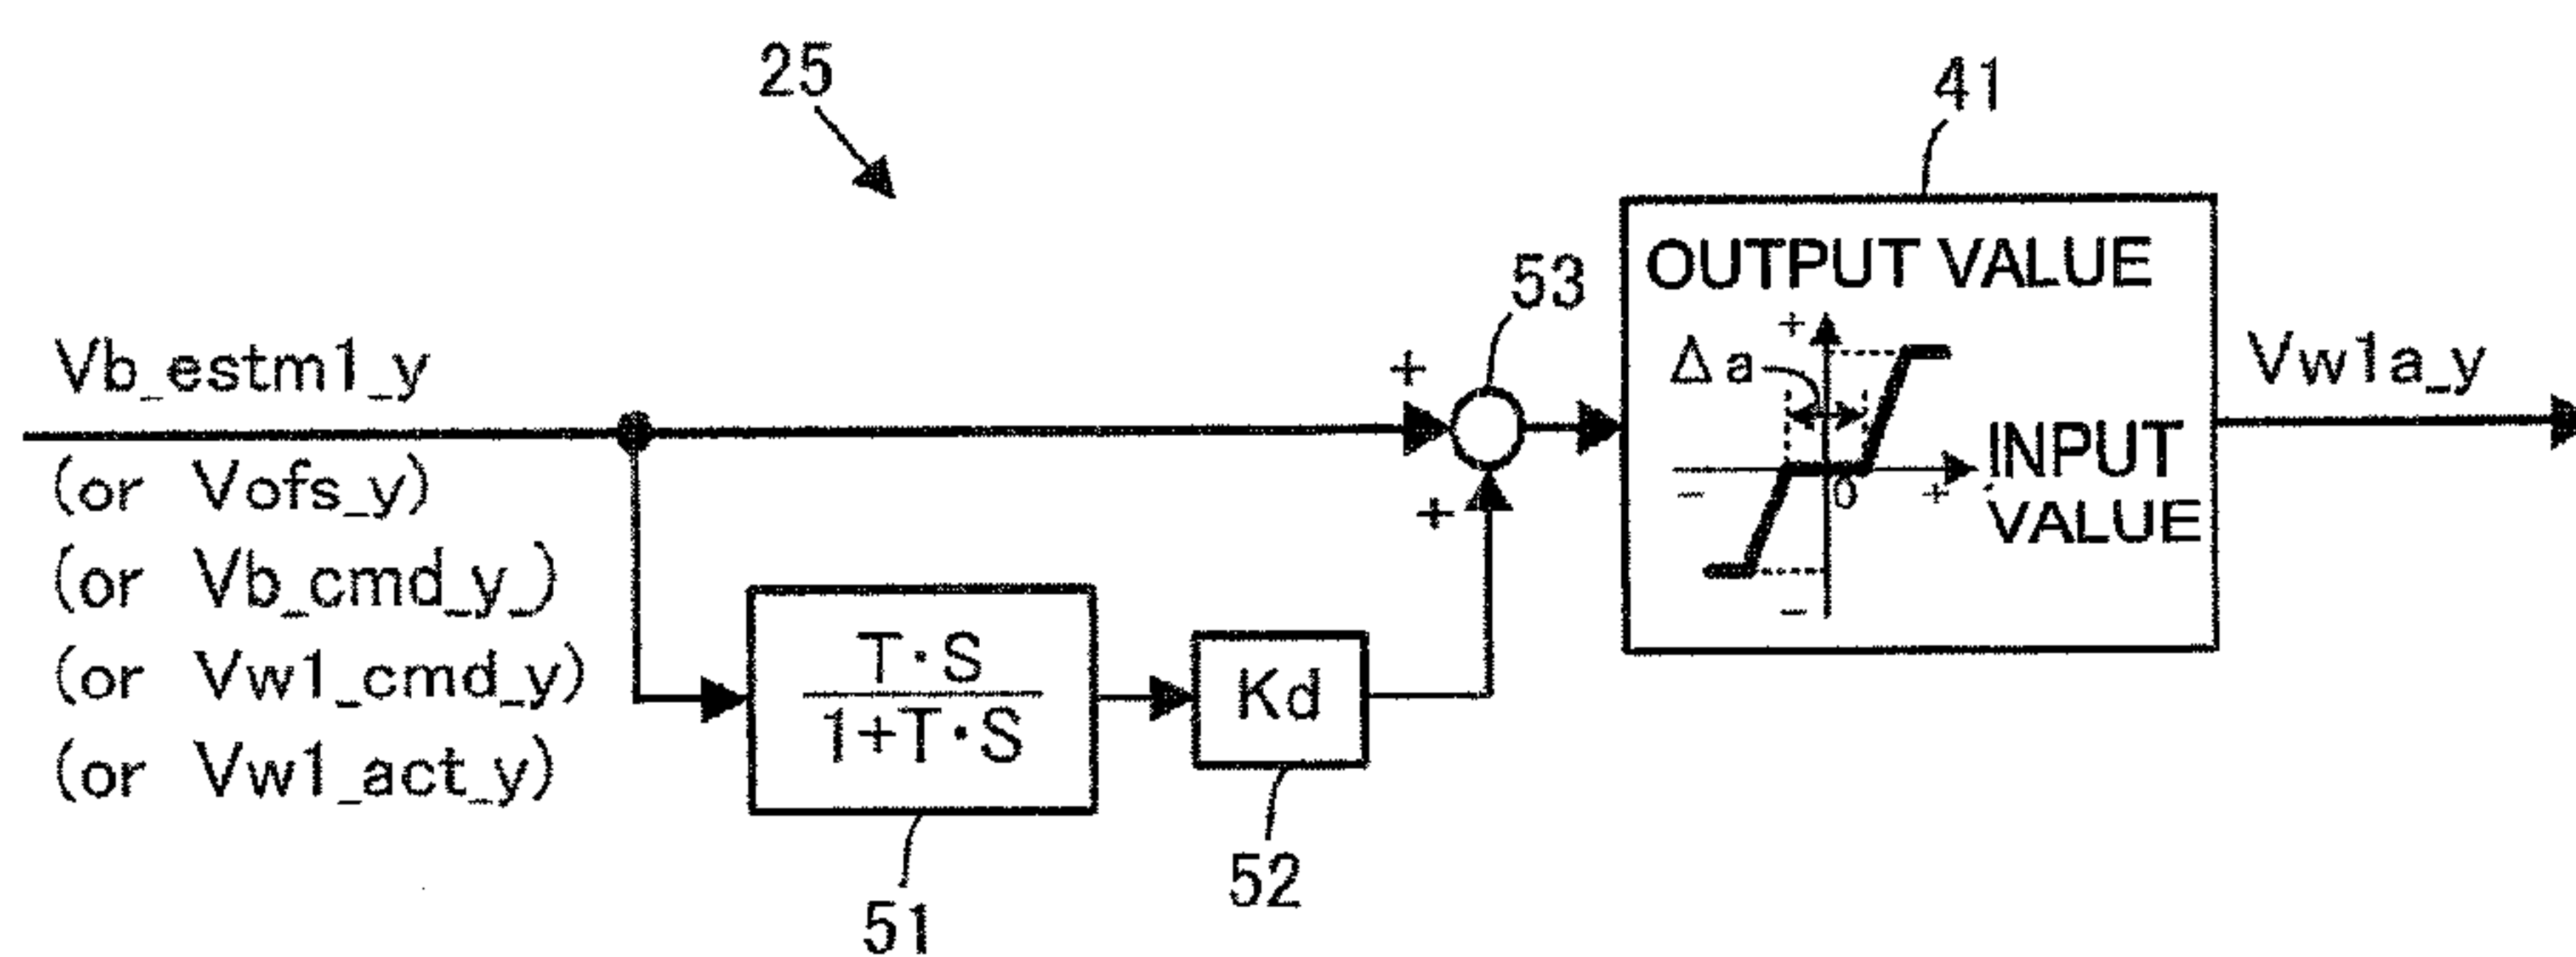 25
41
53
OUTPUT VALUE
+
Δa
0
-
+
-
INPUT
VALUE
Vb_estm1_y
(or Vofs_y)
(or Vb_cmd_y_)
(or Vw1_cmd_y)
(or Vw1_act_y)
+
+
Vw1a_y
T·S
1+T·S
Kd
51
52